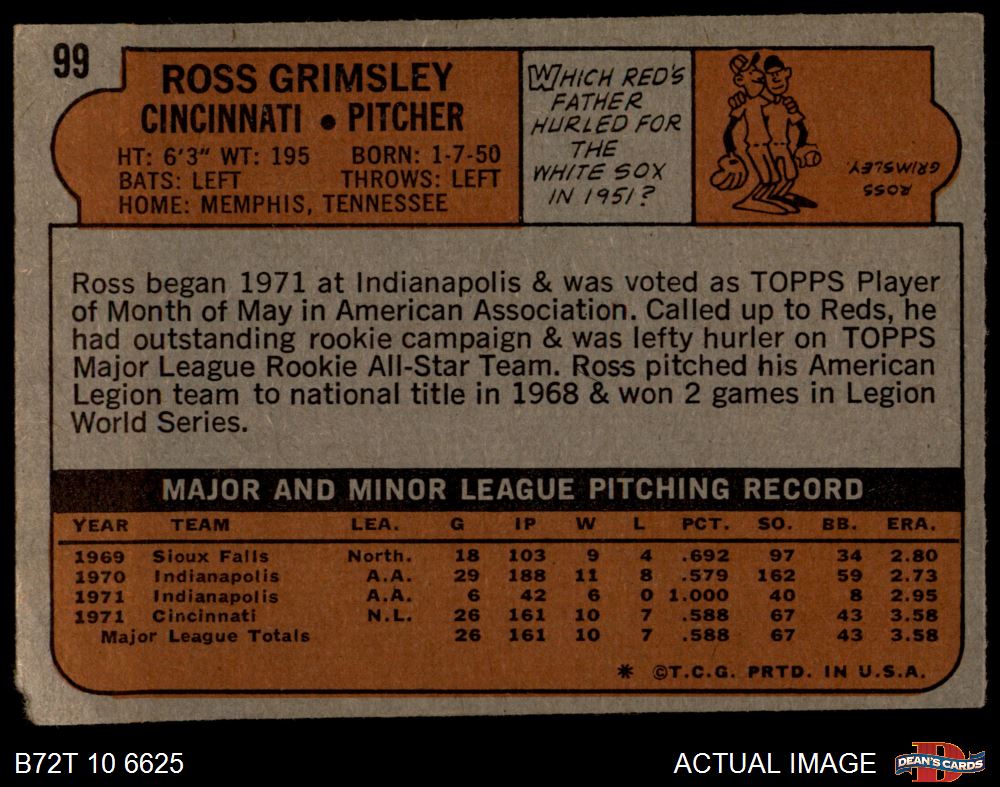 99
ROSS GRIMSLEY
CINCINNATI • PITCHER
HT: 6'3" WT: 195 BORN: 1-7-50
BATS: LEFT THROWS: LEFT
HOME: MEMPHIS, TENNESSEE
WHICH RED'S
FATHER
HURLED FOR
THE
WHITE SOX
IN 1951?
ROSS
GRIMSLEY.
Ross began 1971 at Indianapolis & was voted as TOPPS Player
of Month of May in American Association. Called up to Reds, he
had outstanding rookie campaign & was lefty hurler on TOPPS
Major League Rookie All-Star Team. Ross pitched his American
Legion team to national title in 1968 & won 2 games in Legion
World Series.
MAJOR AND MINOR LEAGUE PITCHING RECORD
YEAR TEAM LEA. G IP W L PCT. SO. BB. ERA.
1969 Sioux Falls North. 18 103 9 4 .692 97 34 2.80
1970 Indianapolis A.A. 29 188 11 8 .579 162 59 2.73
1971 Indianapolis A.A. 6 42 6 0 1.000 40 8 2.95
1971 Cincinnati N.L. 26 161 10 7 .588 67 43 3.58
Major League Totals 26 161 10 7 .588 67 43 3.58
* ©T.C.G. PRTD. IN U.S.A.
B72T 10 6625 ACTUAL IMAGE DEAN'S CARDS